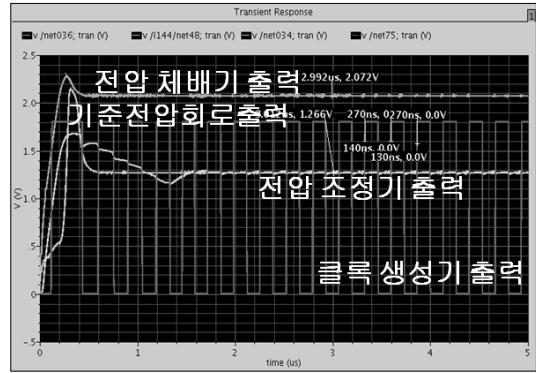 Transient Response
1
v /net036; tran (V) v /I144/net48; tran (V) v /net034; tran (V) v /net75; tran (V)
2.5
전압 체배기 출력 2.992us, 2.072V
2.0
기준전압회로출력 1.266V 270ns, 0 270ns, 0.0V
140ns, 0.0V
130ns, 0.0V
1.5
전압 조정기 출력
V (V)
1.0
.5
클록 생성기 출력
0
-.5
0 1 2 3 4 5
time (us)